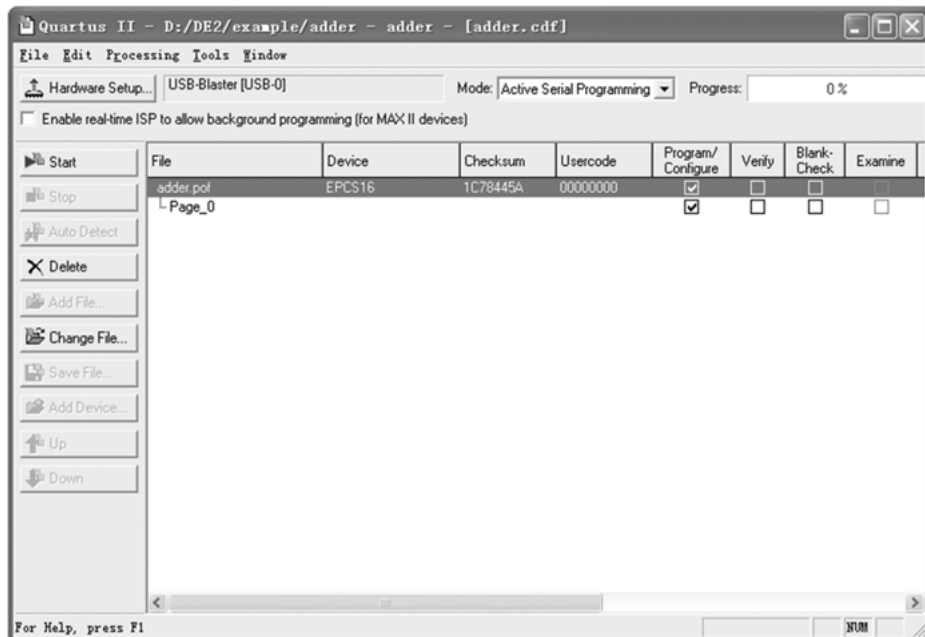 Quartus II - D:/DE2/example/adder - adder - [adder.cdf]
File Edit Processing Tools Window
Hardware Setup... USB-Blaster [USB-0] Mode: Active Serial Programming Progress: 0 %
Enable real-time ISP to allow background programming (for MAX II devices)
Start
Stop
Auto Detect
Delete
Add File...
Change File...
Save File...
Add Device...
Up
Down
File Device Checksum Usercode Program/Configure Verify Blank-Check Examine
adder.pof EPCS16 1C78445A 00000000
Page_0
For Help, press F1 NUM